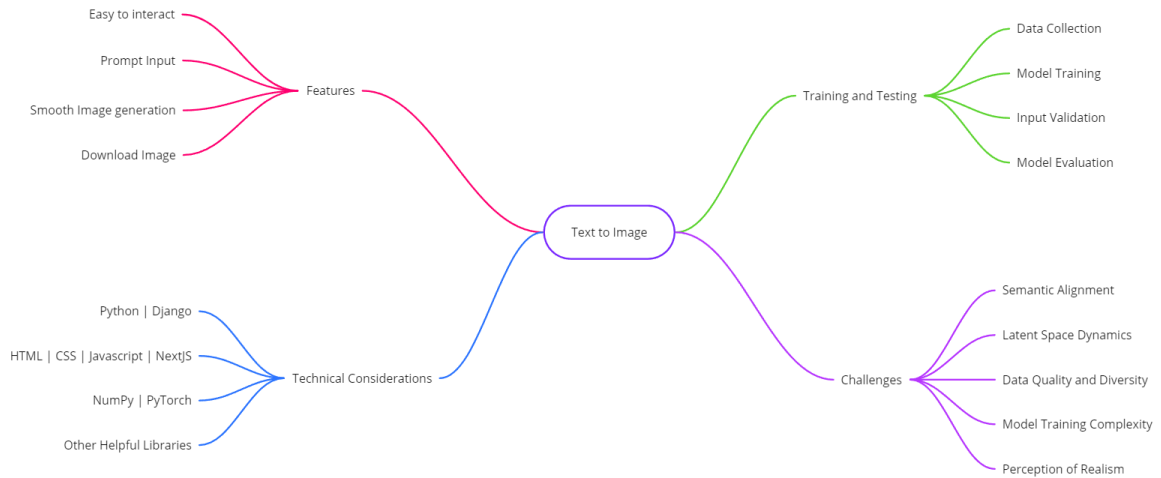 Text to Image
Features
Easy to interact
Prompt Input
Smooth Image generation
Download Image
Technical Considerations
Python | Django
HTML | CSS | Javascript | NextJS
NumPy | PyTorch
Other Helpful Libraries
Training and Testing
Data Collection
Model Training
Input Validation
Model Evaluation
Challenges
Semantic Alignment
Latent Space Dynamics
Data Quality and Diversity
Model Training Complexity
Perception of Realism